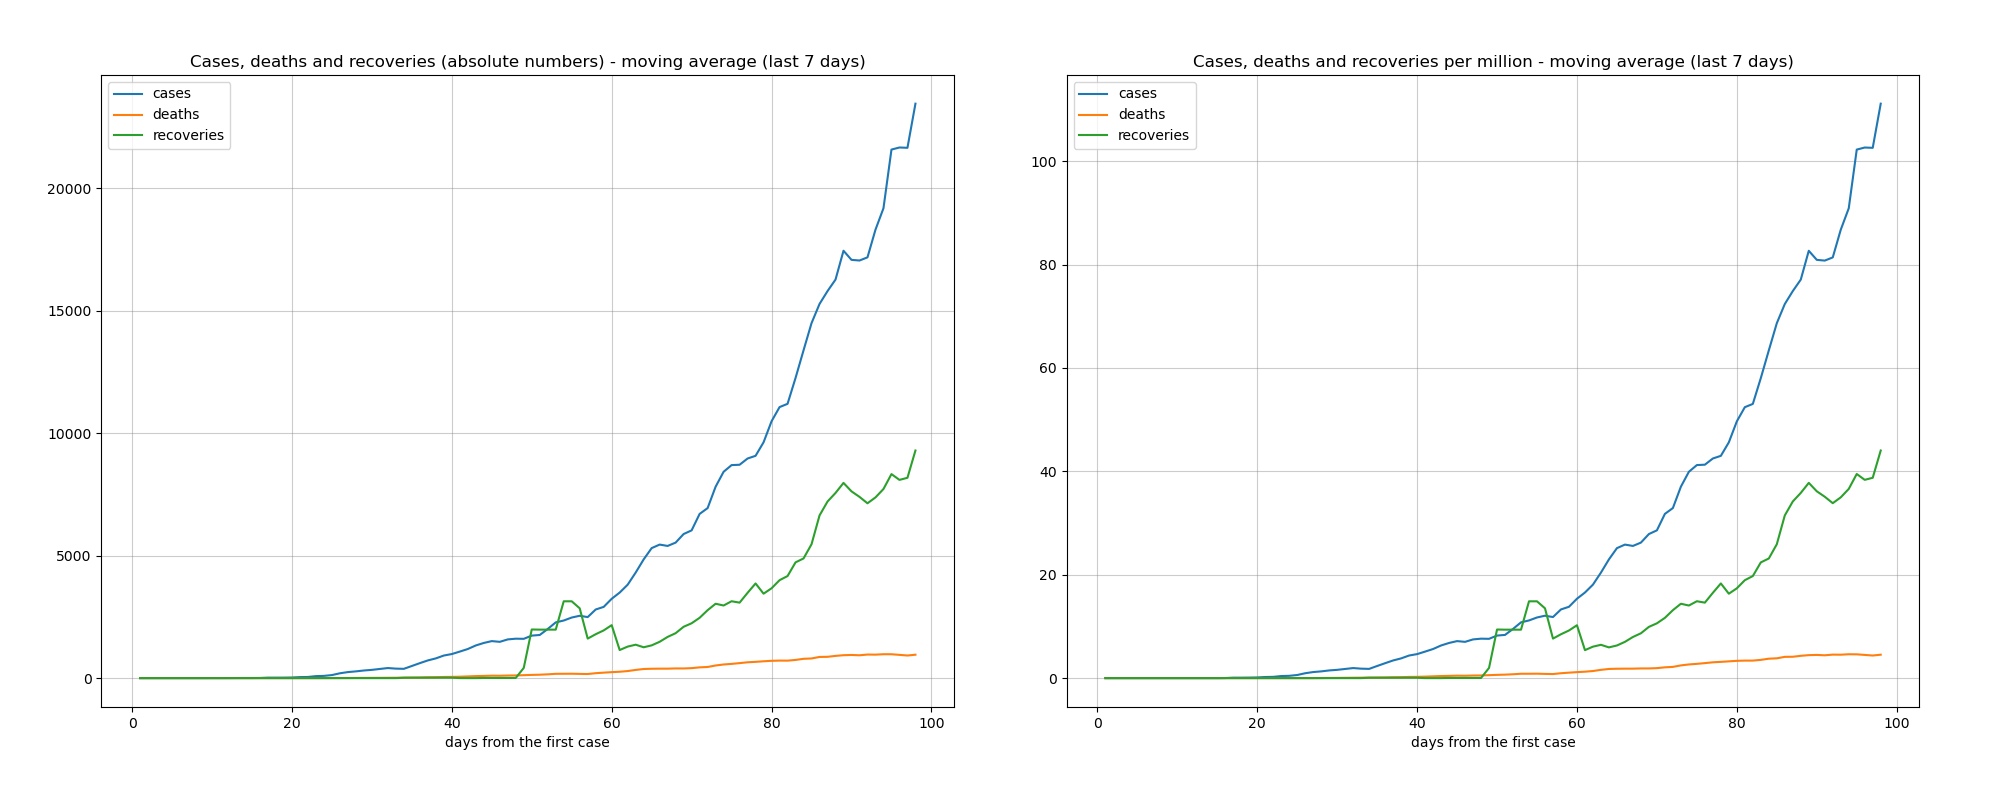 Cases, deaths and recoveries (absolute numbers) - moving average (last 7 days)
cases
deaths
recoveries
20000
15000
10000
5000
0
0 20 40 60 80 100
days from the first case
Cases, deaths and recoveries per million - moving average (last 7 days)
cases
deaths
recoveries
100
80
60
40
20
0
0 20 40 60 80 100
days from the first case